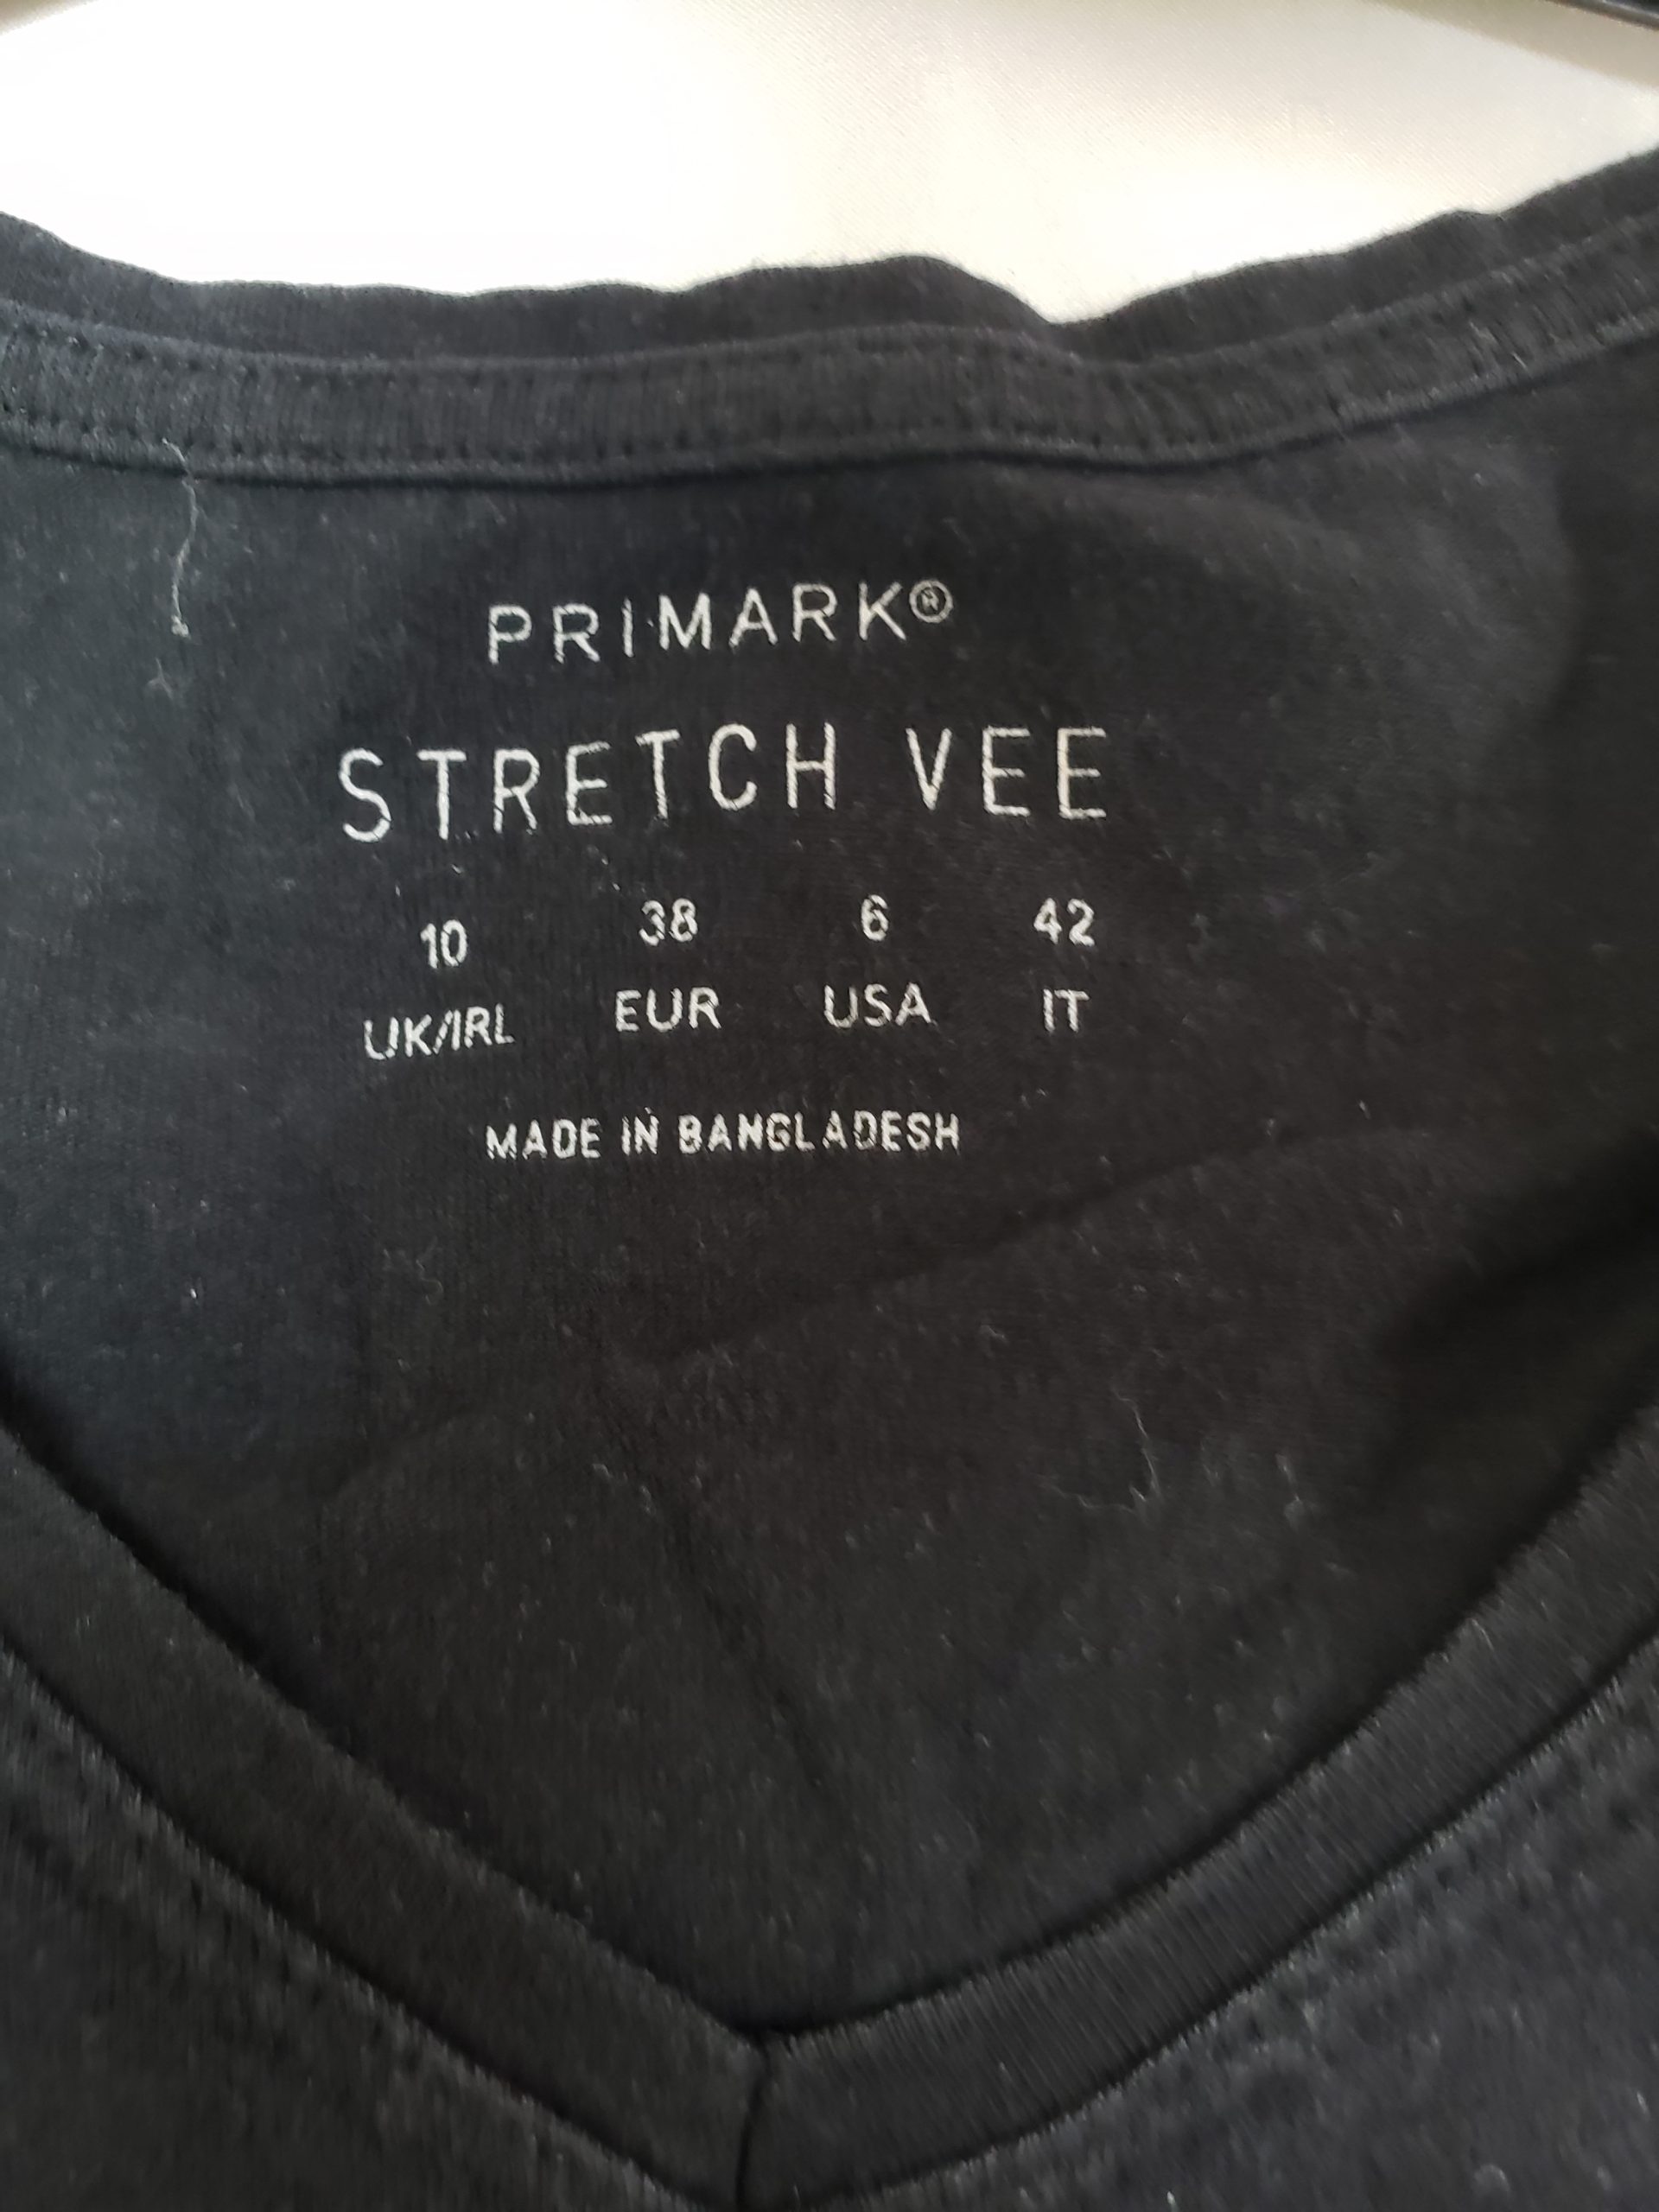 PRIMARK®
STRETCH VEE
10 38 6 42
UK/IRL EUR USA IT
MADE IN BANGLADESH